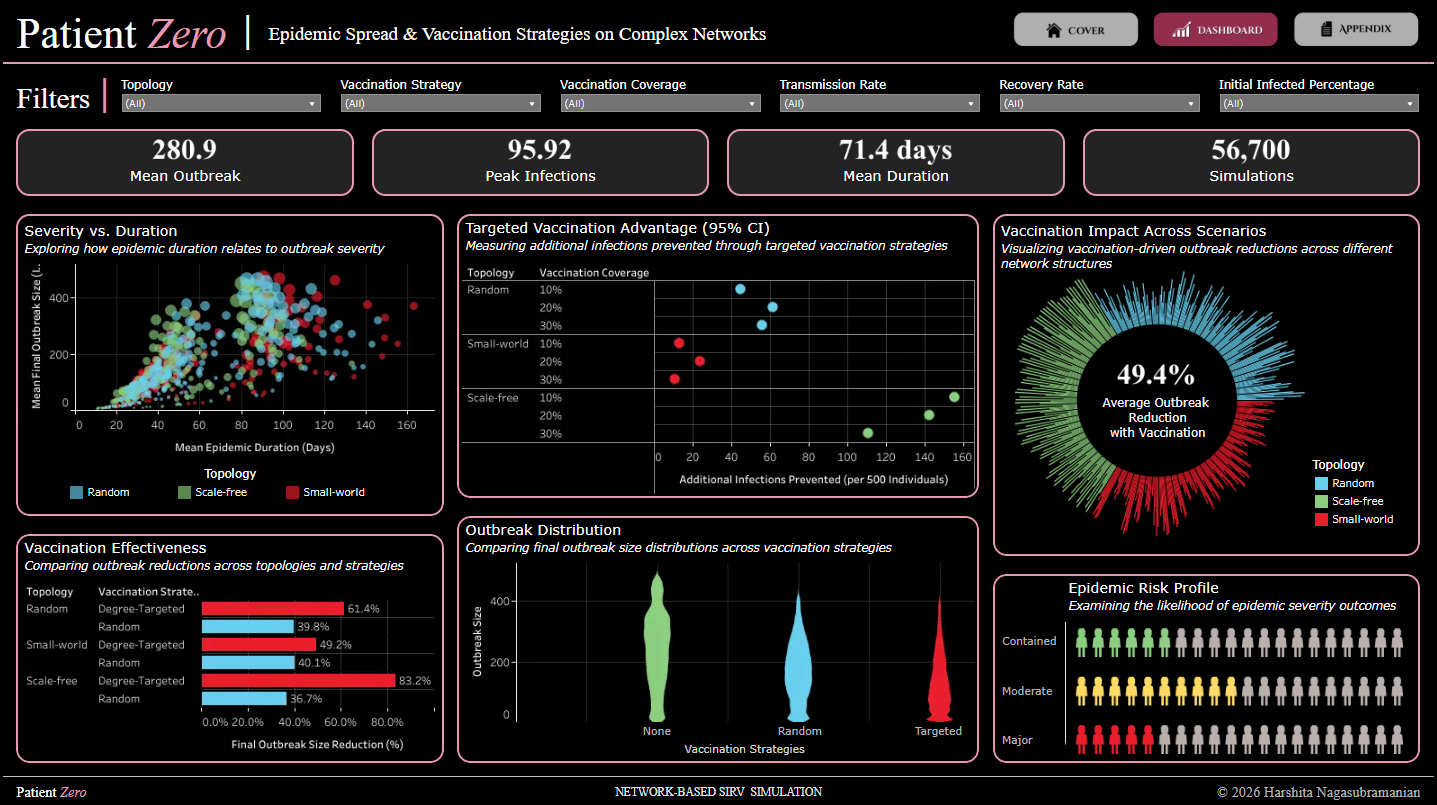 Patient Zero | Epidemic Spread & Vaccination Strategies on Complex Networks
COVER
DASHBOARD
APPENDIX
Filters
Topology
(All)
Vaccination Strategy
(All)
Vaccination Coverage
(All)
Transmission Rate
(All)
Recovery Rate
(All)
Initial Infected Percentage
(All)
280.9
Mean Outbreak
95.92
Peak Infections
71.4 days
Mean Duration
56,700
Simulations
Severity vs. Duration
Exploring how epidemic duration relates to outbreak severity
Mean Final Outbreak Size (I..
400
200
0
0 20 40 60 80 100 120 140 160
Mean Epidemic Duration (Days)
Topology
Random
Scale-free
Small-world
Vaccination Effectiveness
Comparing outbreak reductions across topologies and strategies
Topology Vaccination Strate..
Random Degree-Targeted 61.4%
Random 39.8%
Small-world Degree-Targeted 49.2%
Random 40.1%
Scale-free Degree-Targeted 83.2%
Random 36.7%
0.0% 20.0% 40.0% 60.0% 80.0%
Final Outbreak Size Reduction (%)
Targeted Vaccination Advantage (95% CI)
Measuring additional infections prevented through targeted vaccination strategies
Topology Vaccination Coverage
Random 10%
20%
30%
Small-world 10%
20%
30%
Scale-free 10%
20%
30%
0 20 40 60 80 100 120 140 160
Additional Infections Prevented (per 500 Individuals)
Outbreak Distribution
Comparing final outbreak size distributions across vaccination strategies
Outbreak Size
400
200
0
None Random Targeted
Vaccination Strategies
Vaccination Impact Across Scenarios
Visualizing vaccination-driven outbreak reductions across different
network structures
49.4%
Average Outbreak
Reduction
with Vaccination
Topology
Random
Scale-free
Small-world
Epidemic Risk Profile
Examining the likelihood of epidemic severity outcomes
Contained
Moderate
Major
Patient Zero
NETWORK-BASED SIRV SIMULATION
© 2026 Harshita Nagasubramanian